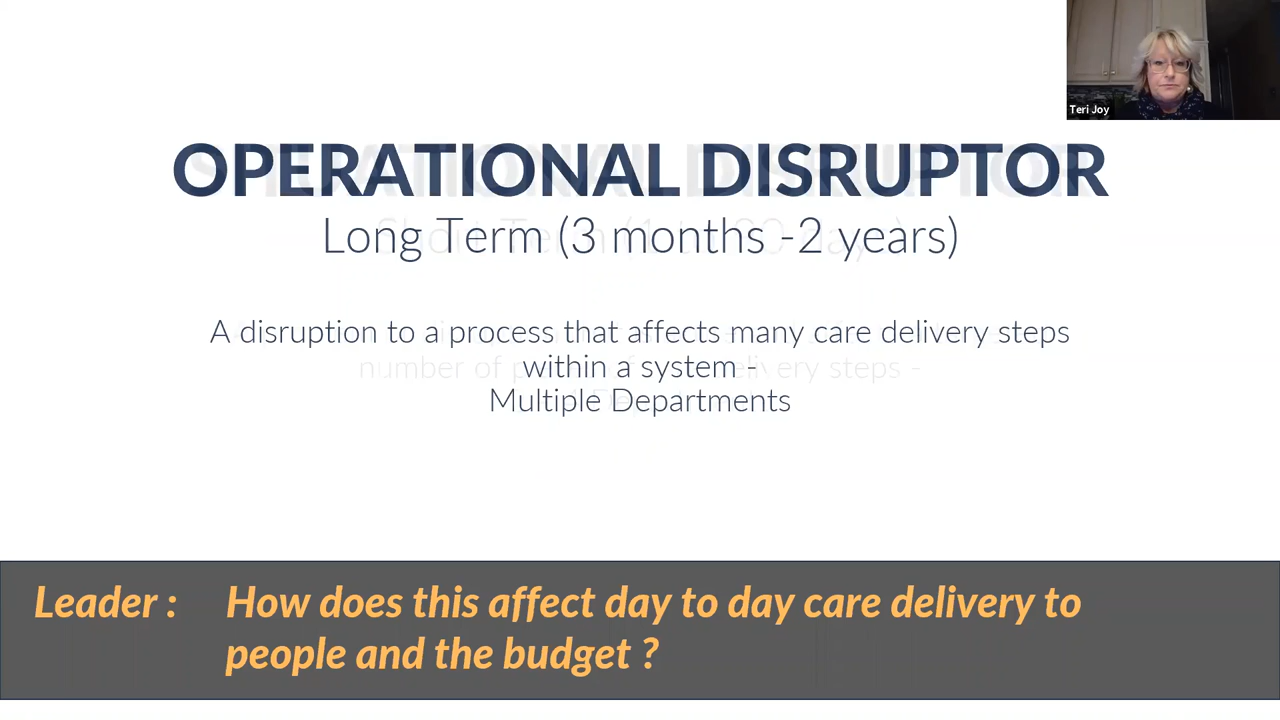 Teri Joy
OPERATIONAL DISRUPTOR
Long Term (3 months -2 years)
A disruption to a process that affects many care delivery steps
within a system -
Multiple Departments
Leader : How does this affect day to day care delivery to
people and the budget ?